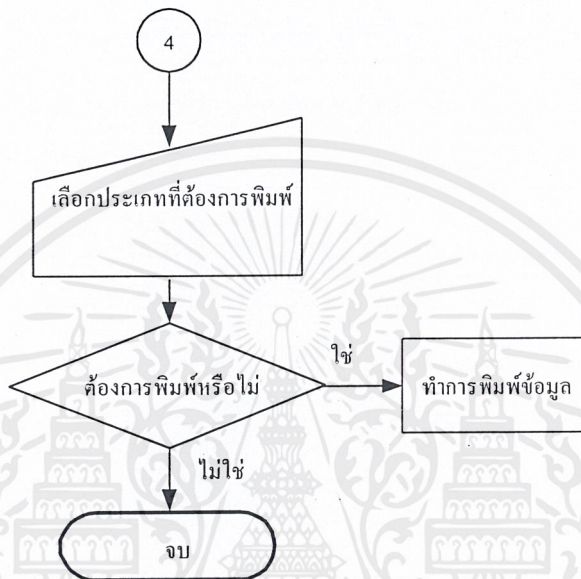 4
เลือกประเภทที่ต้องการพิมพ์
ต้องการพิมพ์หรือไม่
ใช่
ทำการพิมพ์ข้อมูล
ไม่ใช่
จบ